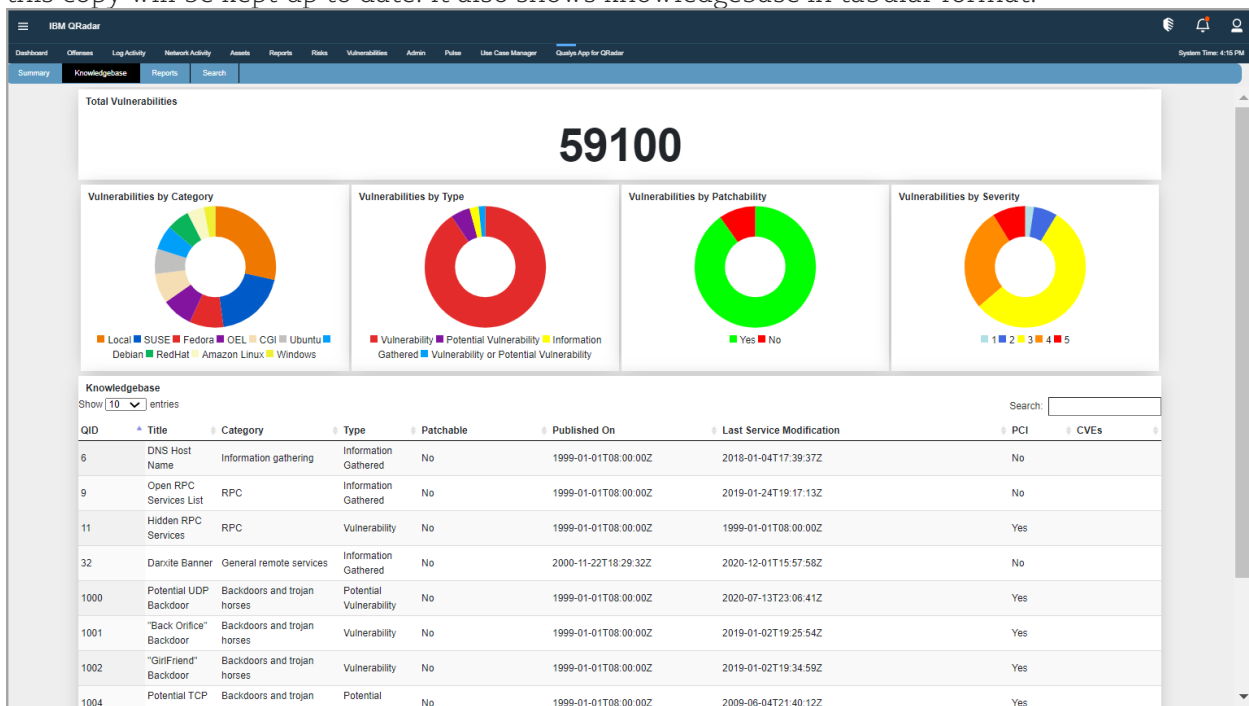 this copy will be kept up to date. It also shows knowledgebase in tabular format.
IBM QRadar
Dashboard Offenses Log Activity Network Activity Assets Reports Risks Vulnerabilities Admin Pulse Use Case Manager Qualys App for QRadar System Time: 4:15 PM
Summary Knowledgebase Reports Search
Total Vulnerabilities
59100
Vulnerabilities by Category
Local SUSE Fedora OEL CGI Ubuntu
Debian RedHat Amazon Linux Windows
Vulnerabilities by Type
Vulnerability Potential Vulnerability Information
Gathered Vulnerability or Potential Vulnerability
Vulnerabilities by Patchability
Yes No
Vulnerabilities by Severity
1 2 3 4 5
Knowledgebase
Show 10 entries Search:
QID Title Category Type Patchable Published On Last Service Modification PCI CVEs
6 DNS Host Name Information gathering Information Gathered No 1999-01-01T08:00:00Z 2018-01-04T17:39:37Z No
9 Open RPC Services List RPC Information Gathered No 1999-01-01T08:00:00Z 2019-01-24T19:17:13Z No
11 Hidden RPC Services RPC Vulnerability No 1999-01-01T08:00:00Z 1999-01-01T08:00:00Z Yes
32 Darxite Banner General remote services Information Gathered No 2000-11-22T18:29:32Z 2020-12-01T15:57:58Z No
1000 Potential UDP Backdoor Backdoors and trojan horses Potential Vulnerability No 1999-01-01T08:00:00Z 2020-07-13T23:06:41Z Yes
1001 "Back Orifice" Backdoor Backdoors and trojan horses Vulnerability No 1999-01-01T08:00:00Z 2019-01-02T19:25:54Z Yes
1002 "GirlFriend" Backdoor Backdoors and trojan horses Vulnerability No 1999-01-01T08:00:00Z 2019-01-02T19:34:59Z Yes
1004 Potential TCP Backdoors and trojan Potential No 1999-01-01T08:00:00Z 2009-06-04T21:40:12Z Yes